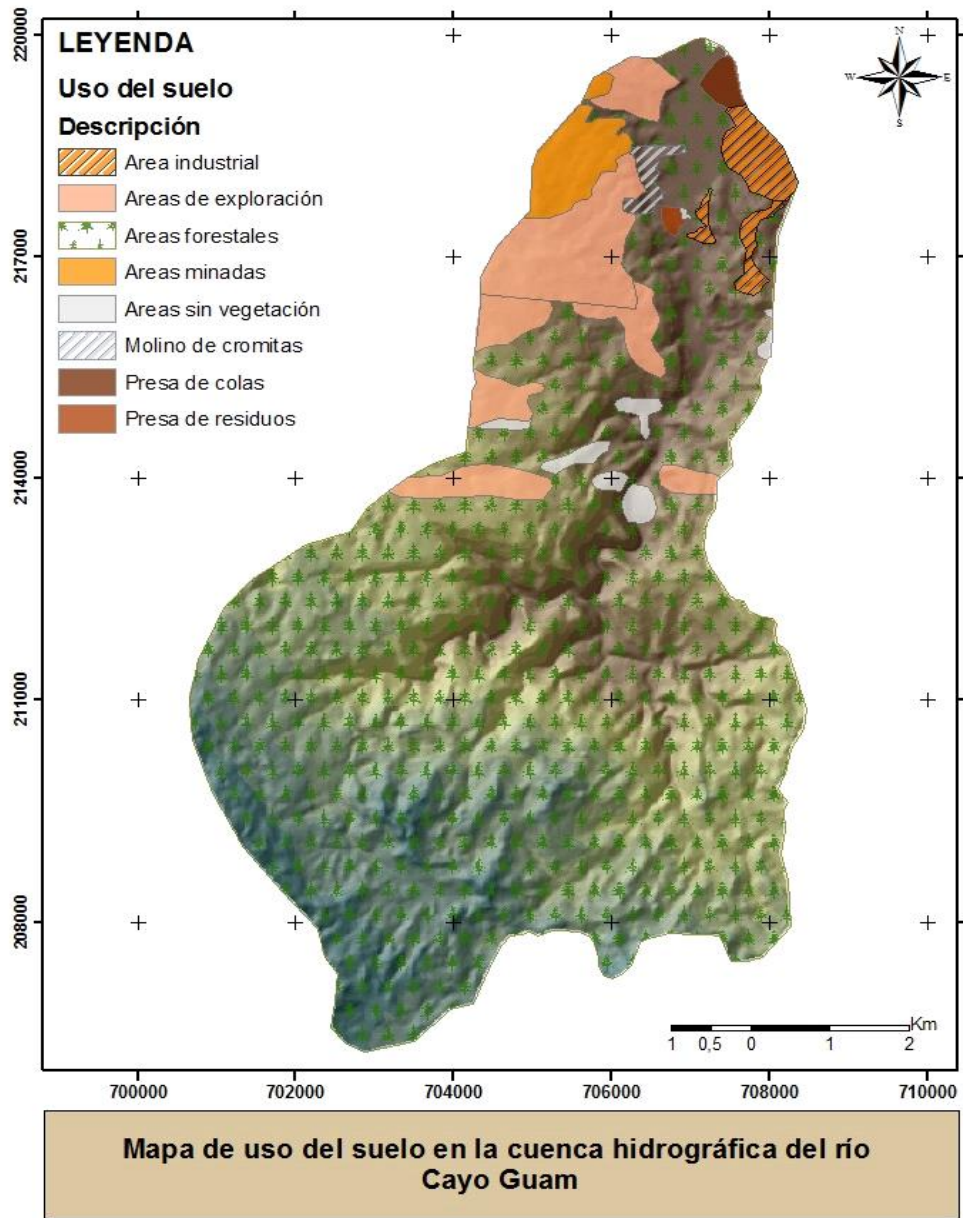 LEYENDA
Uso del suelo
Descripción
Area industrial
Areas de exploración
Areas forestales
Areas minadas
Areas sin vegetación
Molino de cromitas
Presa de colas
Presa de residuos
N
W
E
S
220000
217000
214000
211000
208000
Km
1 0,5 0 1 2
700000 702000 704000 706000 708000 710000
Mapa de uso del suelo en la cuenca hidrográfica del río
Cayo Guam